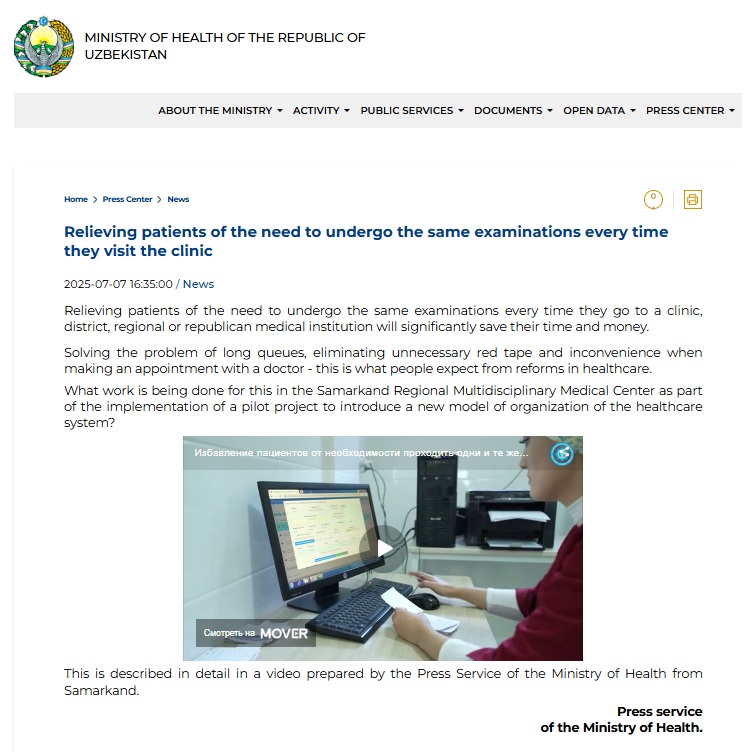 MINISTRY OF HEALTH OF THE REPUBLIC OF
UZBEKISTAN
ABOUT THE MINISTRY ACTIVITY PUBLIC SERVICES DOCUMENTS OPEN DATA PRESS CENTER
Home > Press Center > News
Relieving patients of the need to undergo the same examinations every time
they visit the clinic
2025-07-07 16:35:00 / News
Relieving patients of the need to undergo the same examinations every time they go to a clinic,
district, regional or republican medical institution will significantly save their time and money.
Solving the problem of long queues, eliminating unnecessary red tape and inconvenience when
making an appointment with a doctor - this is what people expect from reforms in healthcare.
What work is being done for this in the Samarkand Regional Multidisciplinary Medical Center as part
of the implementation of a pilot project to introduce a new model of organization of the healthcare
system?
Избавление пациентов от необходимости проходить одни и те же...
Смотреть на MOVER
This is described in detail in a video prepared by the Press Service of the Ministry of Health from
Samarkand.
Press service
of the Ministry of Health.